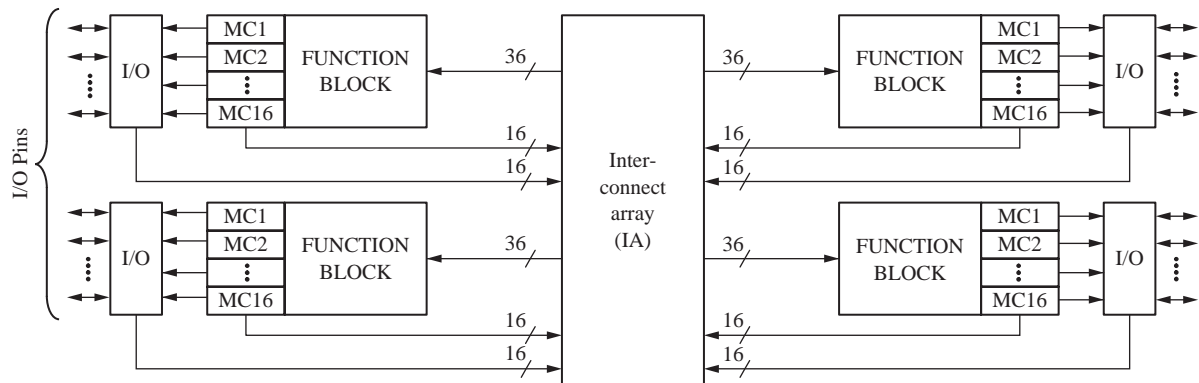 I/O Pins
I/O
MC1
MC2
MC16
FUNCTION
BLOCK
36
16
16
I/O
MC1
MC2
MC16
FUNCTION
BLOCK
36
16
16
Inter-
connect
array
(IA)
36
FUNCTION
BLOCK
MC1
MC2
MC16
I/O
16
16
36
FUNCTION
BLOCK
MC1
MC2
MC16
I/O
16
16